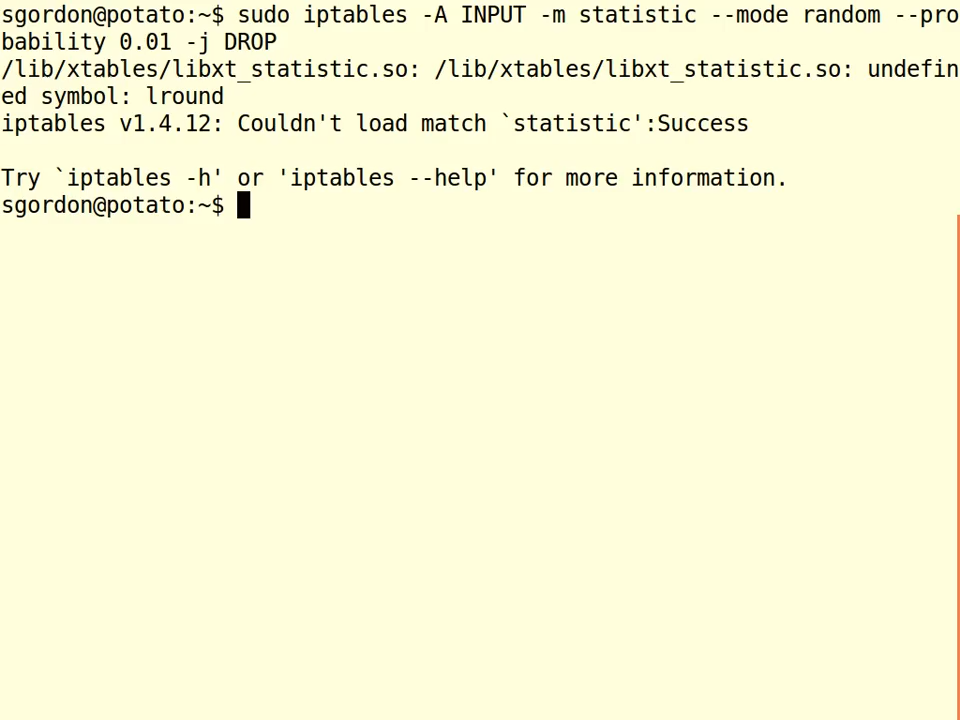 sgordon@potato:~$ sudo iptables -A INPUT -m statistic --mode random --pro
bability 0.01 -j DROP
/lib/xtables/libxt_statistic.so: /lib/xtables/libxt_statistic.so: undefin
ed symbol: lround
iptables v1.4.12: Couldn't load match `statistic':Success
Try `iptables -h' or 'iptables --help' for more information.
sgordon@potato:~$